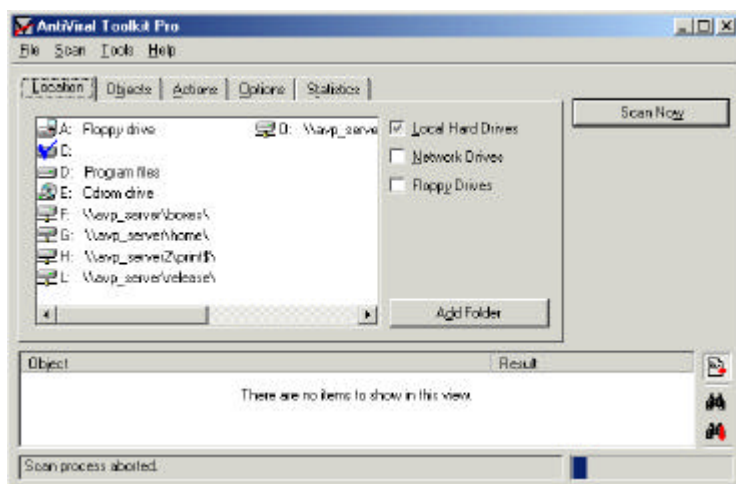 AntiViral Toolkit Pro
File Scan Tools Help
Location Objects Actions Options Statistics
A: Floppy drive
C:
D: Program files
E: Cdrom drive
F: \\avp_server\boxes\
G: \\avp_server\home\
H: \\avp_server2\print$\
L: \\avp_server\release\
O: \\avp_serve
Local Hard Drives
Network Drives
Floppy Drives
Add Folder
Scan Now
Object Result
There are no items to show in this view.
Scan process aborted.